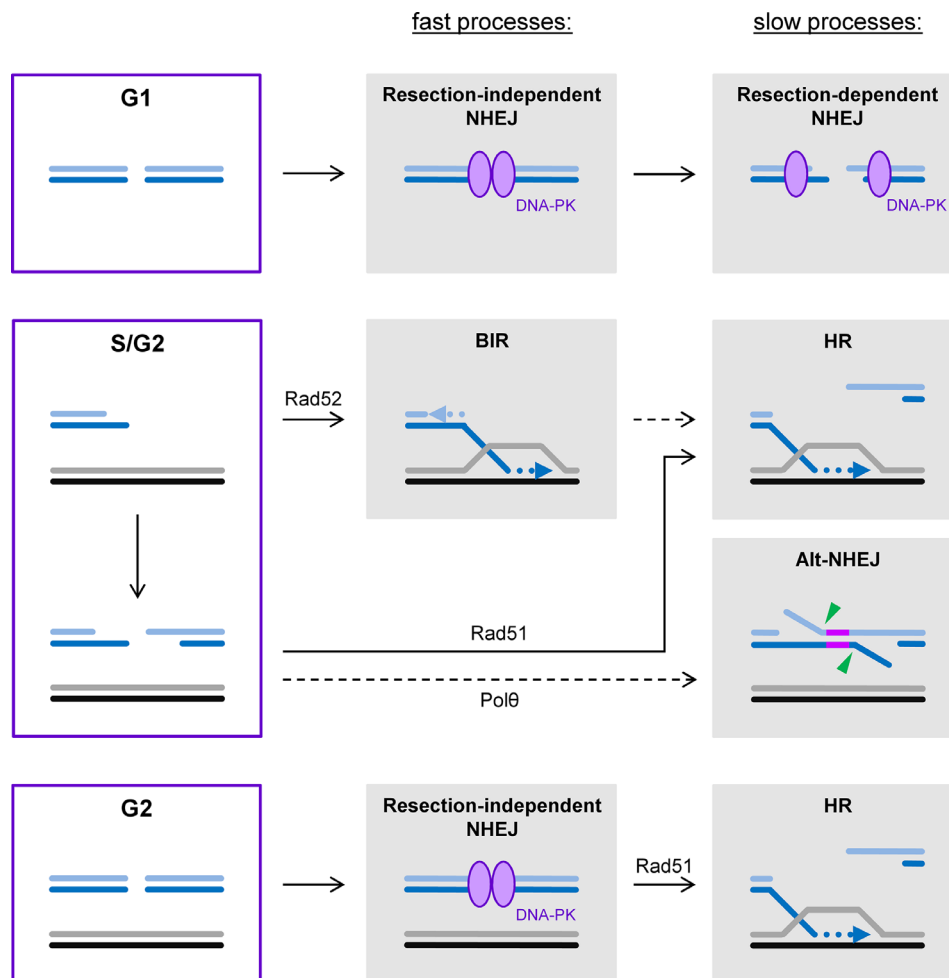 fast processes:
slow processes:
G1
Resection-independent
NHEJ
DNA-PK
Resection-dependent
NHEJ
DNA-PK
S/G2
Rad52
BIR
HR
Rad51
Polθ
Alt-NHEJ
G2
Resection-independent
NHEJ
DNA-PK
Rad51
HR